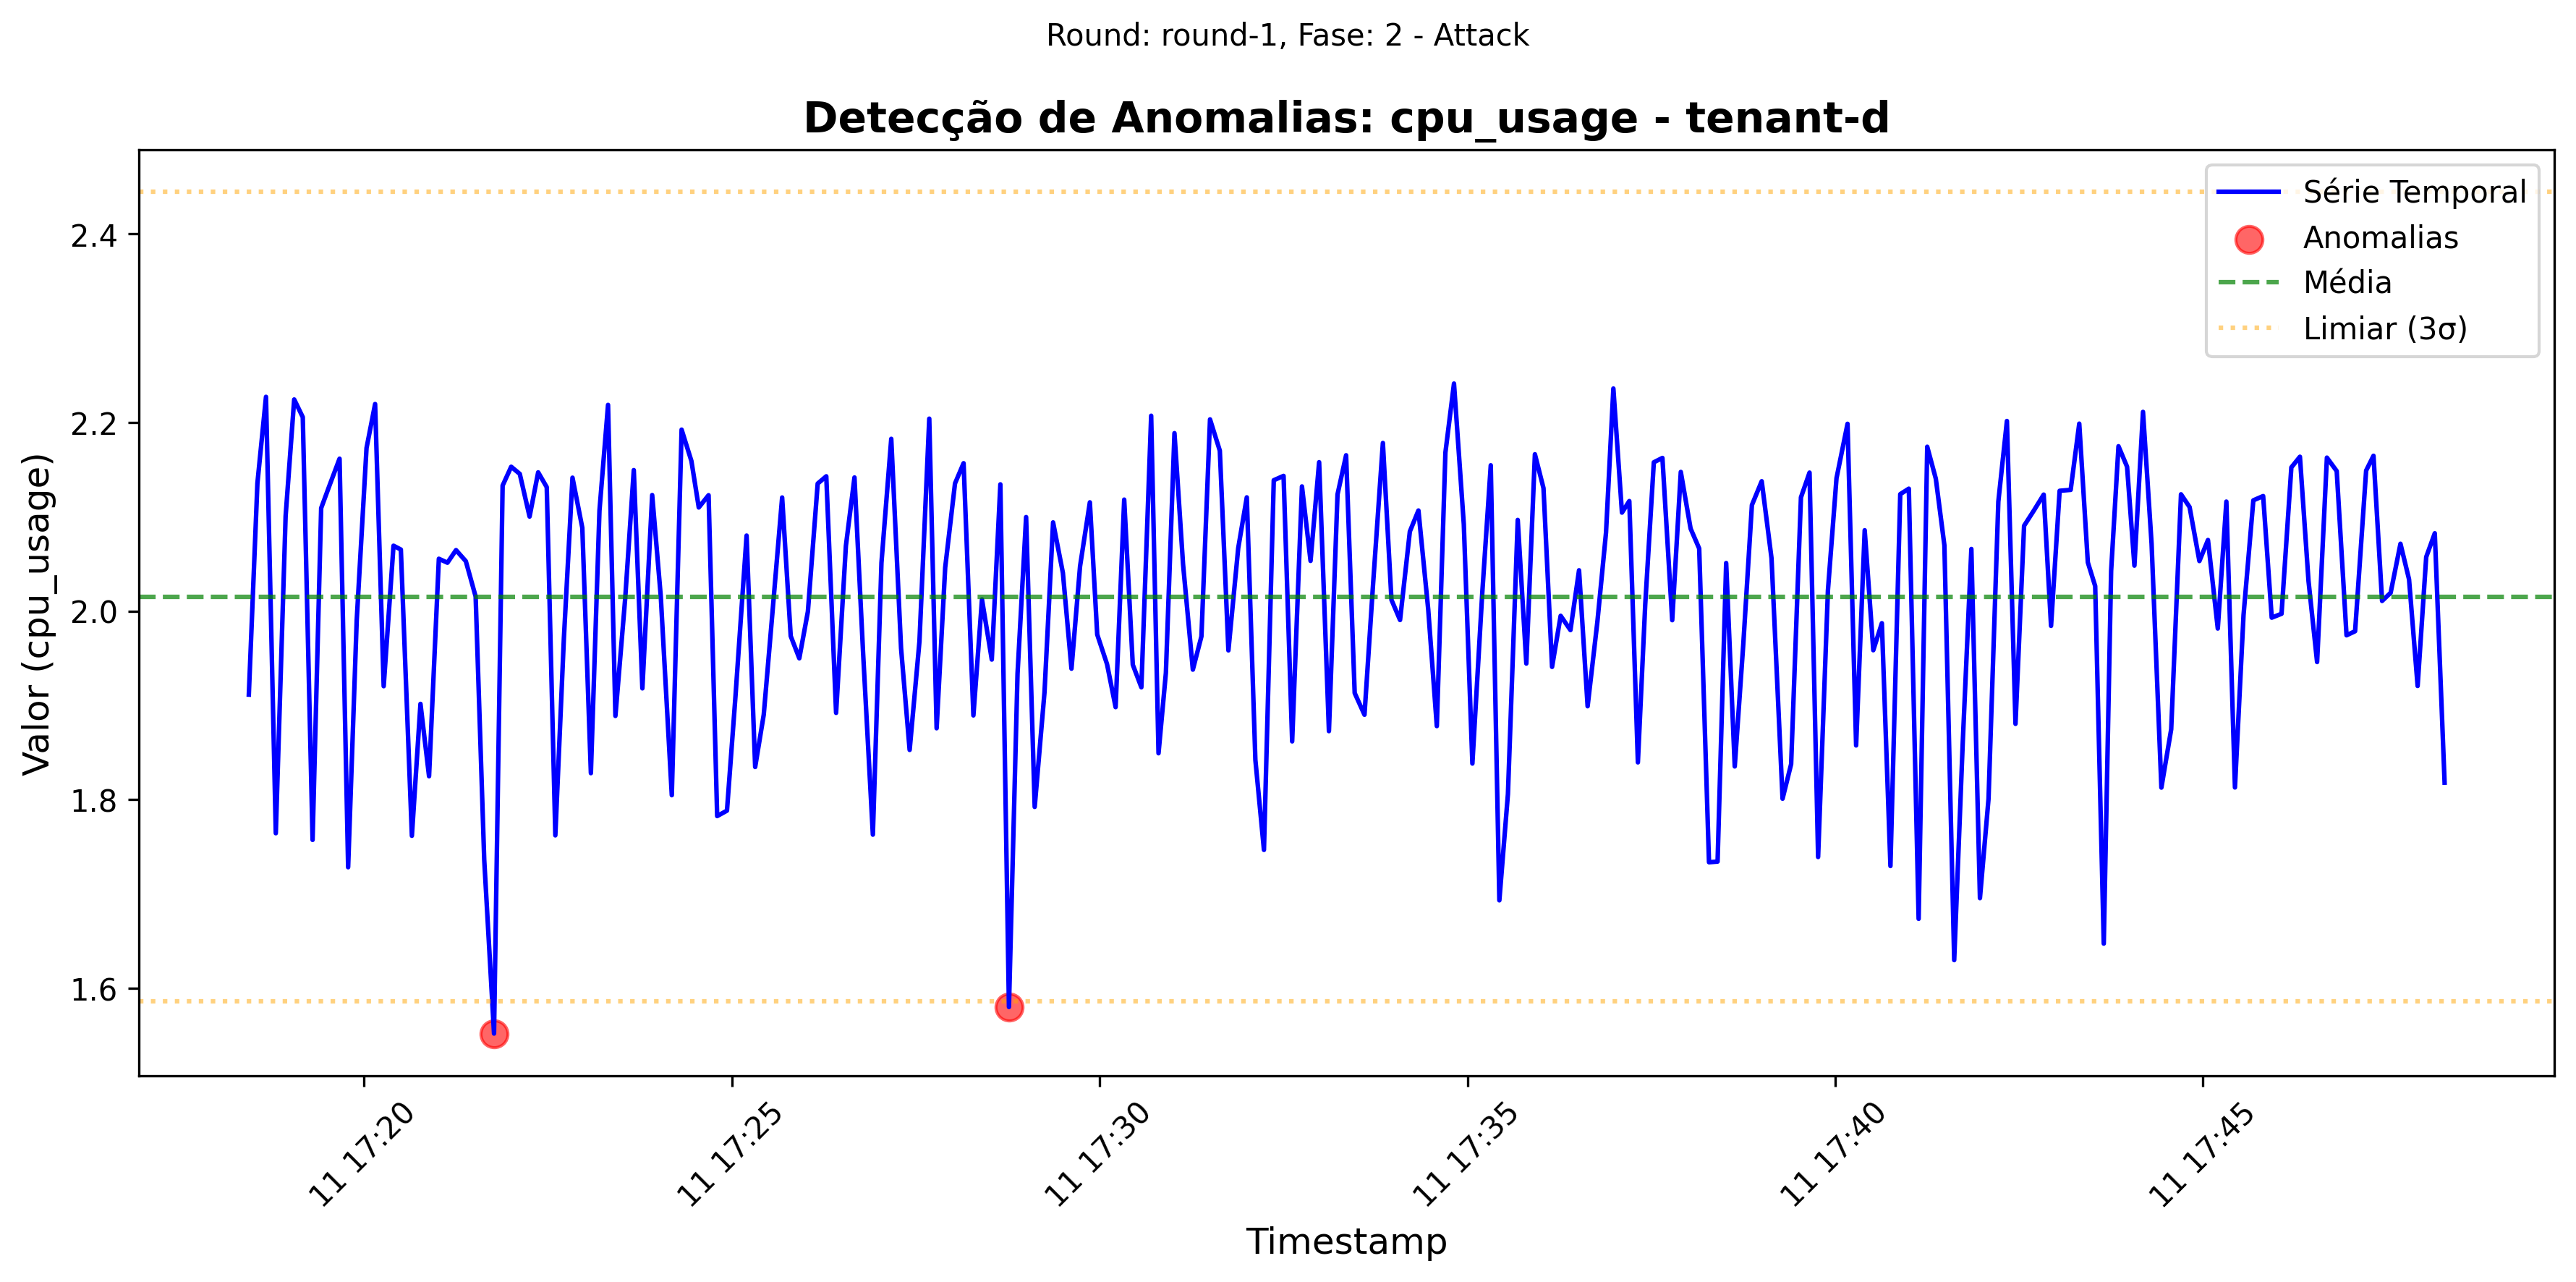 Round: round-1, Fase: 2 - Attack
Detecção de Anomalias: cpu_usage - tenant-d
Série Temporal
Anomalias
Média
Limiar (3σ)
Valor (cpu_usage)
2.4
2.2
2.0
1.8
1.6
11 17:20
11 17:25
11 17:30
11 17:35
11 17:40
11 17:45
Timestamp